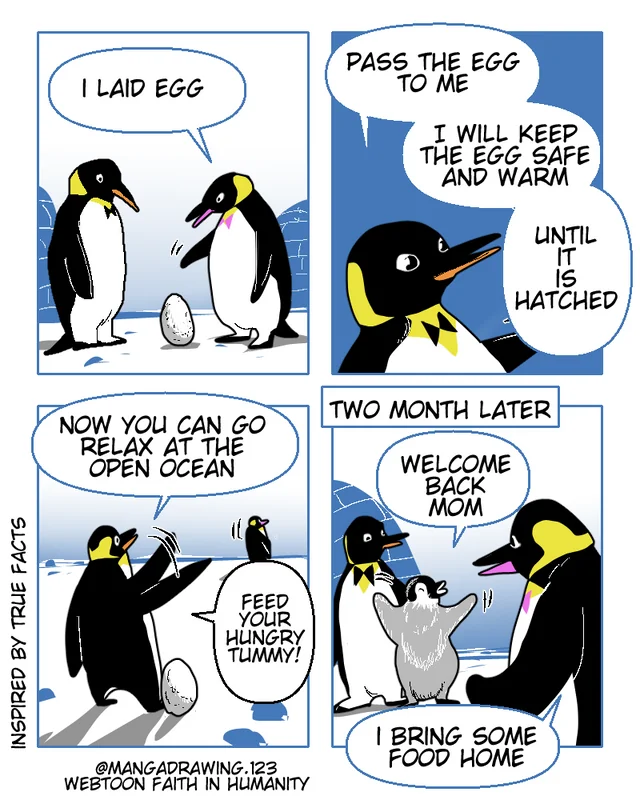 I LAID EGG
PASS THE EGG
TO ME
I WILL KEEP
THE EGG SAFE
AND WARM
UNTIL
IT
IS
HATCHED
NOW YOU CAN GO
RELAX AT THE
OPEN OCEAN
FEED
YOUR
HUNGRY
TUMMY!
TWO MONTH LATER
WELCOME
BACK
MOM
I BRING SOME
FOOD HOME
INSPIRED BY TRUE FACTS
@MANGADRAWING.123
WEBTOON FAITH IN HUMANITY